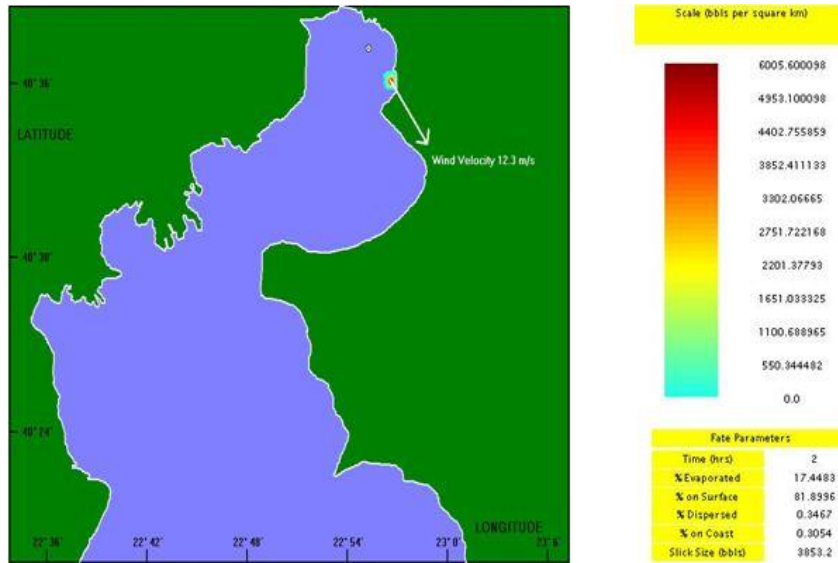 Scale (bbls per square km)
6005.600098
4953.100098
4402.755859
3852.411133
3302.06665
2751.722168
2201.37793
1651.033325
1100.688965
550.344482
0.0
40° 36'
LATITUDE
Wind Velocity 12.3 m/s
40° 30'
40° 24'
LONGITUDE
22° 36' 22° 42' 22° 48' 22° 54' 23° 0' 23° 6'
Fate Parameters
Time (hrs) 2
% Evaporated 17.4483
% on Surface 81.8996
% Dispersed 0.3467
% on Coast 0.3054
Slick Size (bbls) 3853.2